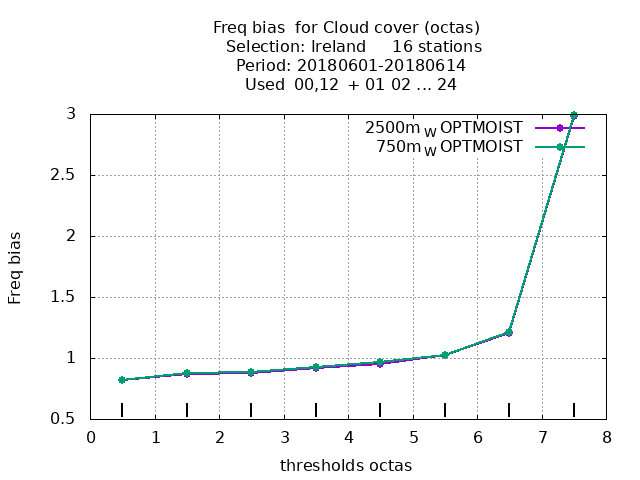 Freq bias  for Cloud cover (octas)
Selection: Ireland     16 stations
Period: 20180601-20180614
Used  00,12  + 01 02 ... 24
2500m W OPTMOIST
750m W OPTMOIST
Freq bias
3
2.5
2
1.5
1
0.5
0 1 2 3 4 5 6 7 8
thresholds octas